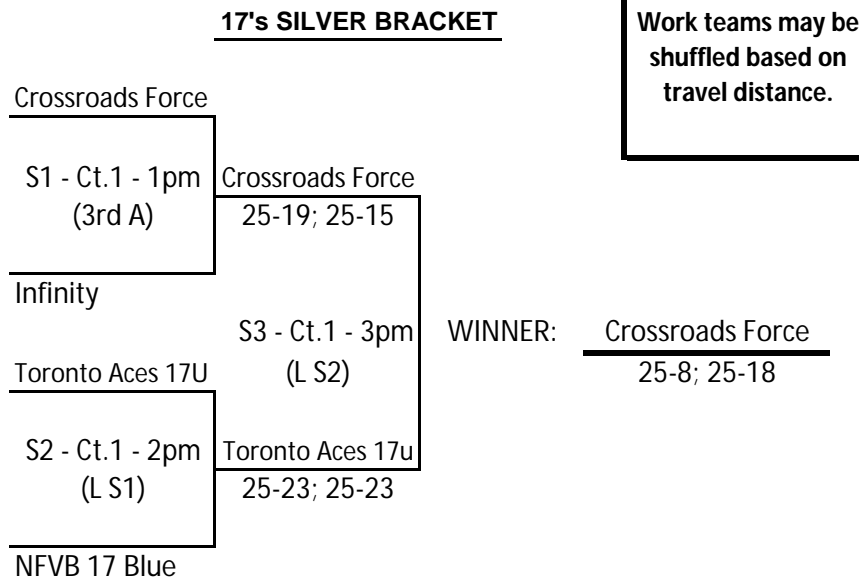 17's SILVER BRACKET
Work teams may be
shuffled based on
travel distance.
Crossroads Force
S1 - Ct.1 - 1pm
(3rd A)
Crossroads Force
25-19; 25-15
Infinity
S3 - Ct.1 - 3pm
(L S2)
WINNER:
Crossroads Force
25-8; 25-18
Toronto Aces 17U
S2 - Ct.1 - 2pm
(L S1)
Toronto Aces 17u
25-23; 25-23
NFVB 17 Blue